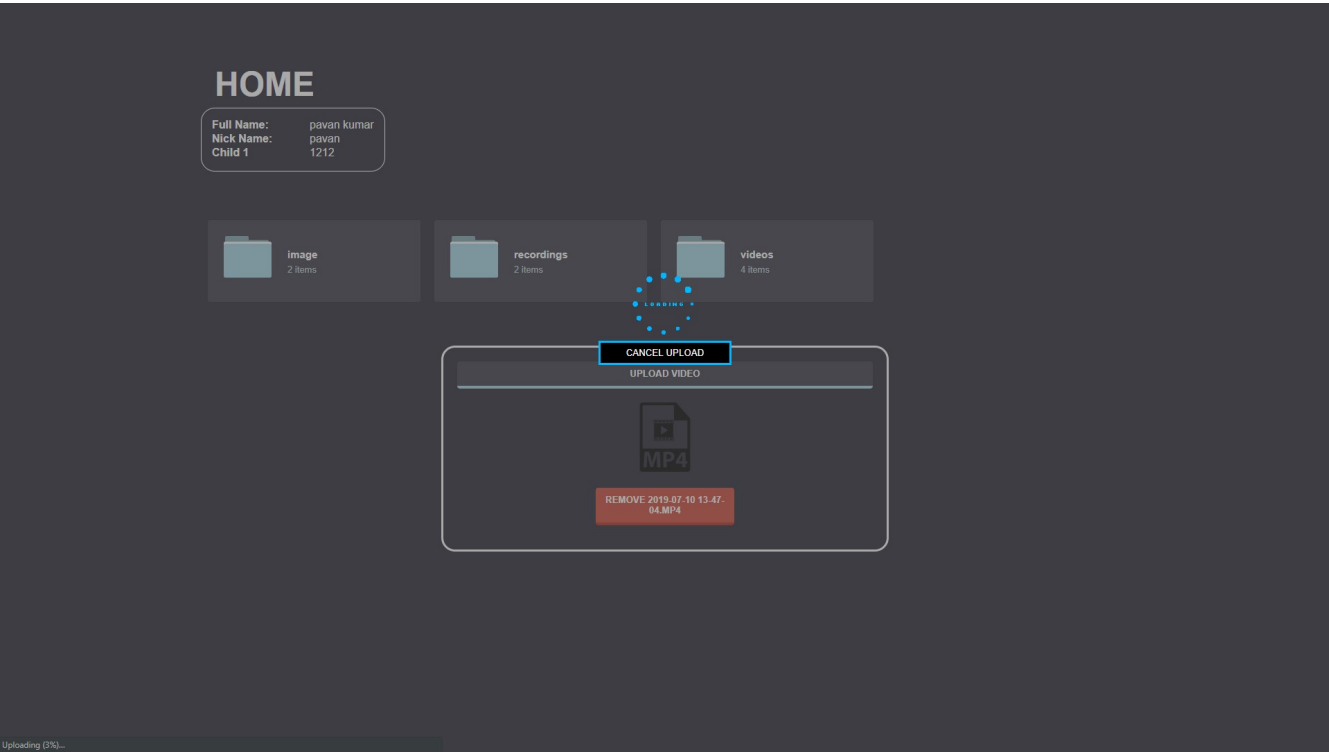 HOME
Full Name: pavan kumar
Nick Name: pavan
Child 1 1212
image
2 items
recordings
2 items
videos
4 items
LOADING
CANCEL UPLOAD
UPLOAD VIDEO
MP4
REMOVE 2019-07-10 13-47-
04.MP4
Uploading (3%)...